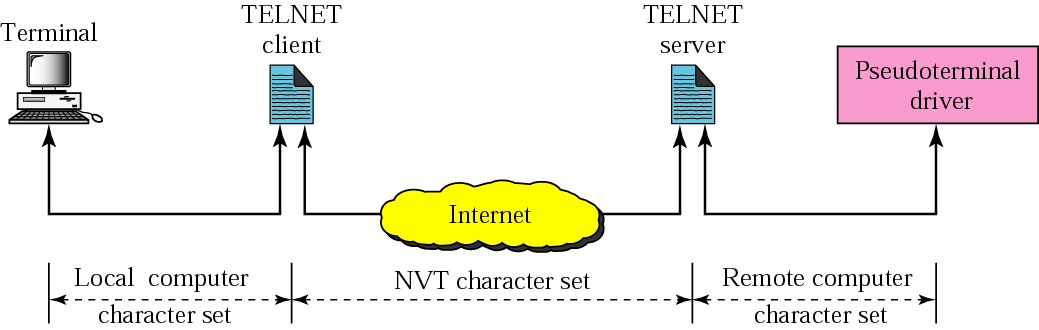 Terminal
TELNET
client
TELNET
server
Pseudoterminal
driver
Internet
Local computer
character set
NVT character set
Remote computer
character set